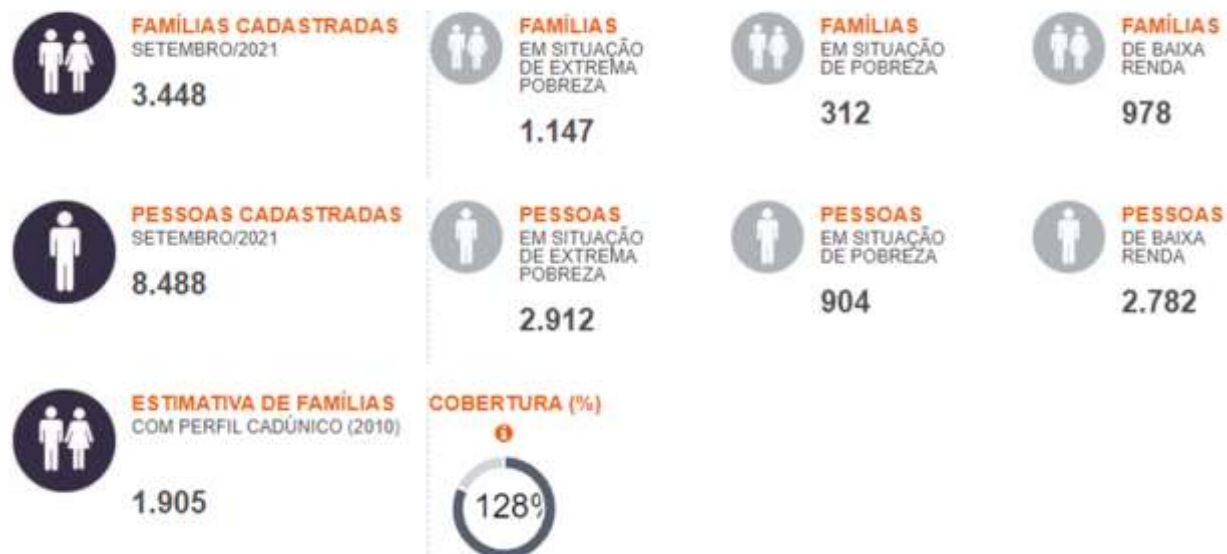 FAMÍLIAS CADASTRADAS
SETEMBRO/2021
3.448
FAMÍLIAS
EM SITUAÇÃO
DE EXTREMA
POBREZA
1.147
FAMÍLIAS
EM SITUAÇÃO
DE POBREZA
312
FAMÍLIAS
DE BAIXA
RENDA
978
PESSOAS CADASTRADAS
SETEMBRO/2021
8.488
PESSOAS
EM SITUAÇÃO
DE EXTREMA
POBREZA
2.912
PESSOAS
EM SITUAÇÃO
DE POBREZA
904
PESSOAS
DE BAIXA
RENDA
2.782
ESTIMATIVA DE FAMÍLIAS
COM PERFIL CADÚNICO (2010)
1.905
COBERTURA (%)
128%